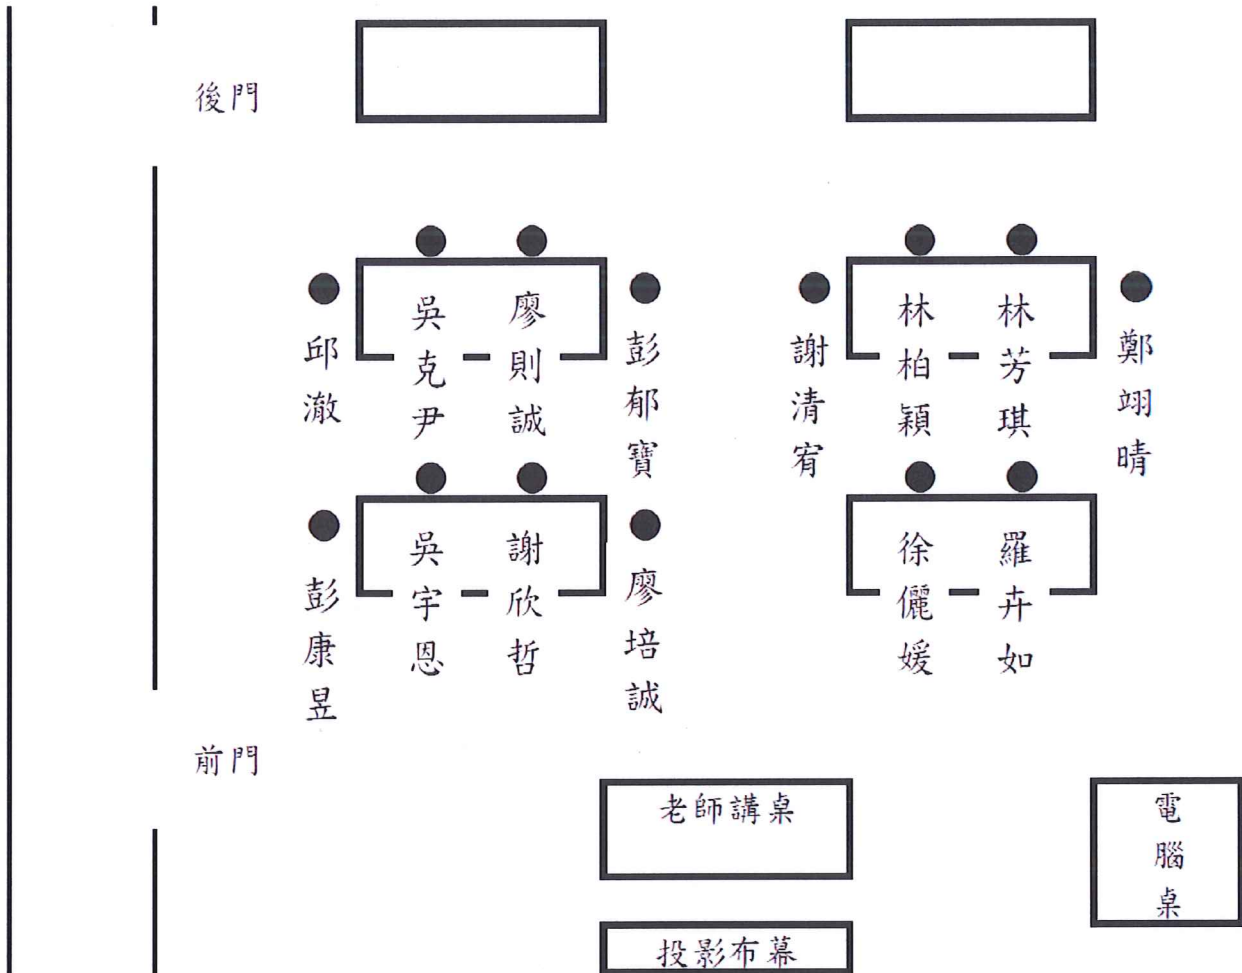 後門
邱澈
吳克尹
廖則誠
彭郁寶
謝清宥
林柏穎
林芳琪
鄭翊晴
彭康昱
吳宇恩
謝欣哲
廖培誠
徐儷媛
羅卉如
前門
老師講桌
電腦桌
投影布幕